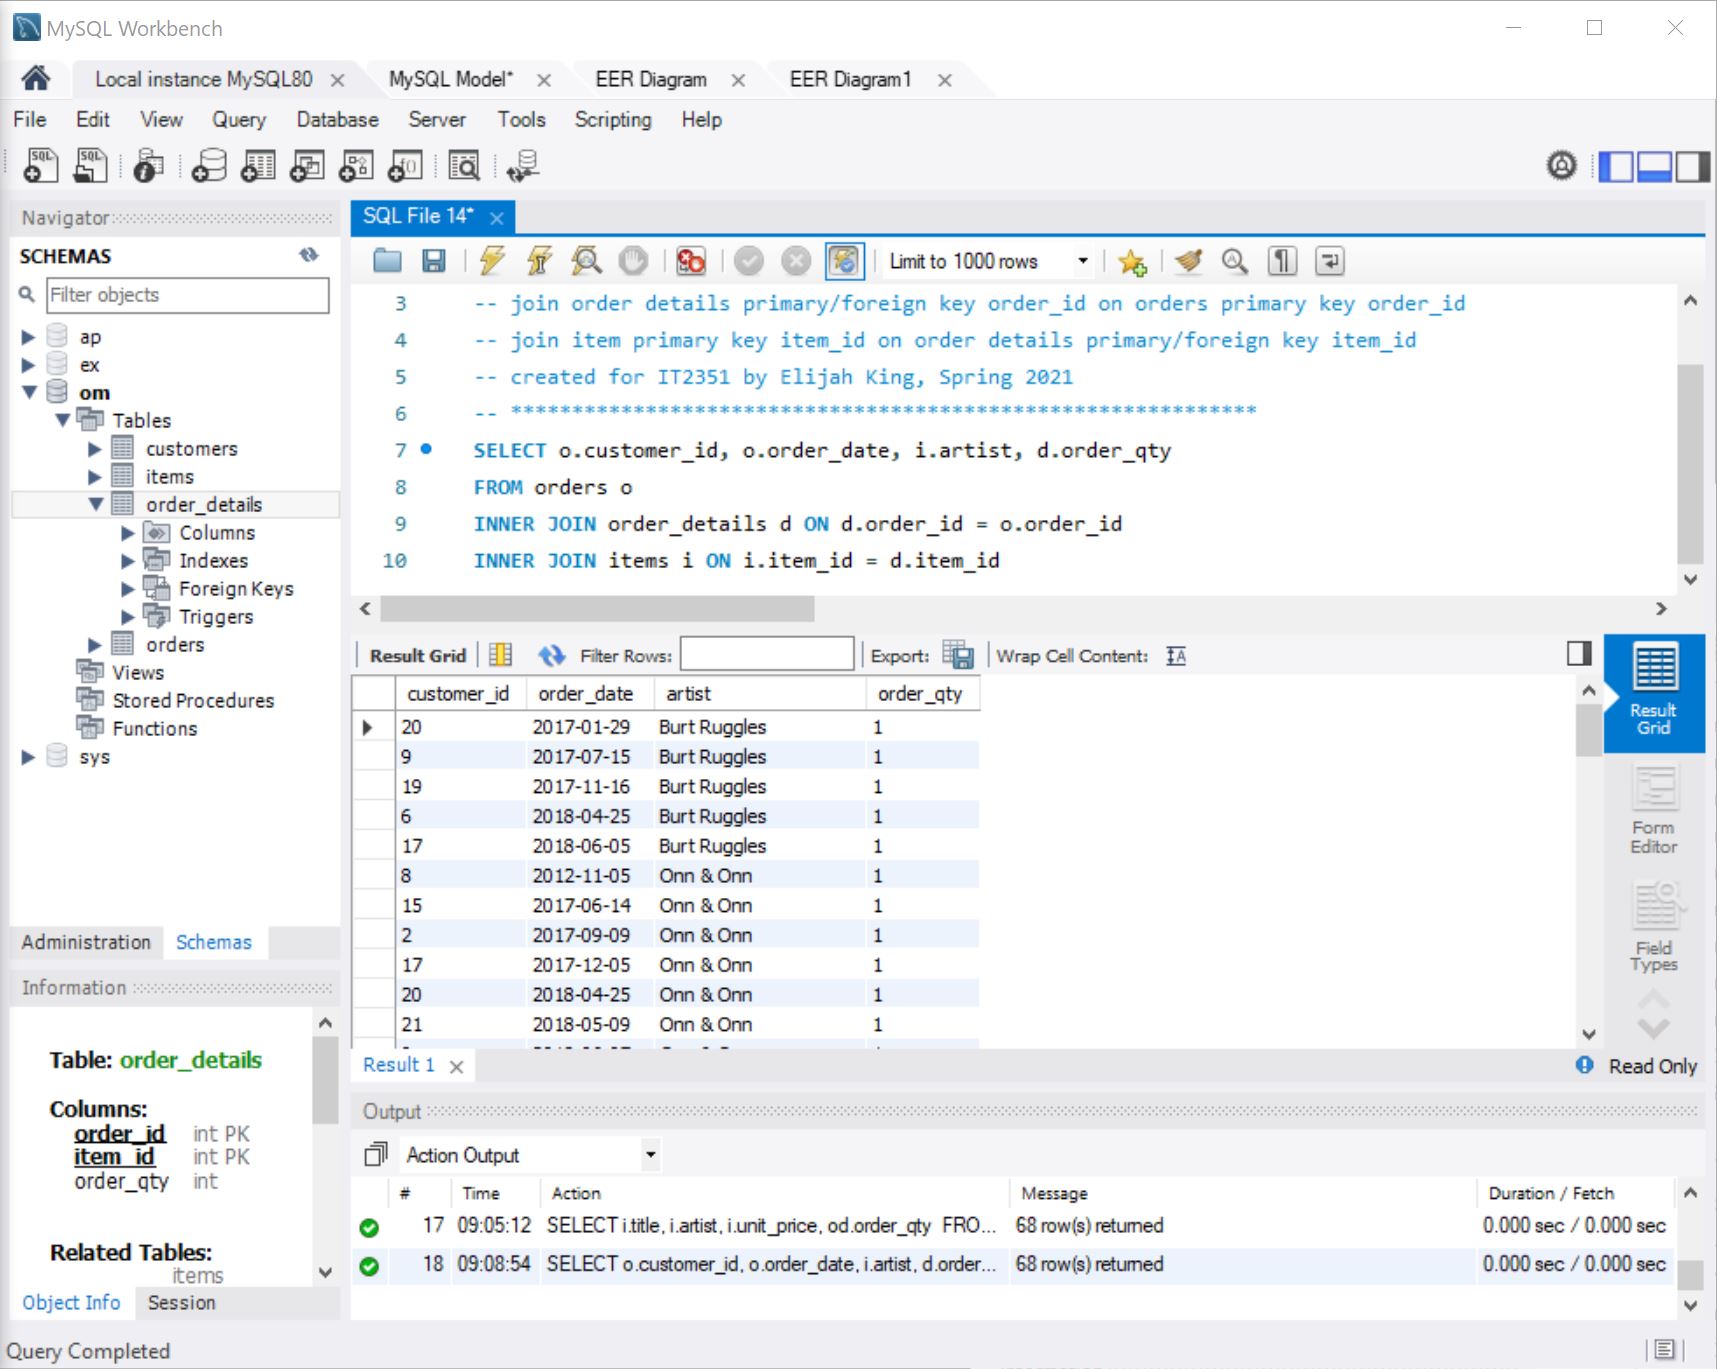 MySQL Workbench
Local instance MySQL80 MySQL Model* EER Diagram EER Diagram1
File Edit View Query Database Server Tools Scripting Help
Navigator
SCHEMAS
Filter objects
ap
ex
om
Tables
customers
items
order_details
Columns
Indexes
Foreign Keys
Triggers
orders
Views
Stored Procedures
Functions
sys
Administration Schemas
Information
Table: order_details
Columns:
order_id int PK
item_id int PK
order_qty int
Related Tables:
items
Object Info Session
SQL File 14*
Limit to 1000 rows
3 -- join order details primary/foreign key order_id on orders primary key order_id
4 -- join item primary key item_id on order details primary/foreign key item_id
5 -- created for IT2351 by Elijah King, Spring 2021
6 -- *************************************************************
7 SELECT o.customer_id, o.order_date, i.artist, d.order_qty
8 FROM orders o
9 INNER JOIN order_details d ON d.order_id = o.order_id
10 INNER JOIN items i ON i.item_id = d.item_id
Result Grid Filter Rows: Export: Wrap Cell Content:
customer_id order_date artist order_qty
20 2017-01-29 Burt Ruggles 1
9 2017-07-15 Burt Ruggles 1
19 2017-11-16 Burt Ruggles 1
6 2018-04-25 Burt Ruggles 1
17 2018-06-05 Burt Ruggles 1
8 2012-11-05 Onn & Onn 1
15 2017-06-14 Onn & Onn 1
2 2017-09-09 Onn & Onn 1
17 2017-12-05 Onn & Onn 1
20 2018-04-25 Onn & Onn 1
21 2018-05-09 Onn & Onn 1
Result
Grid
Form
Editor
Field
Types
Result 1 Read Only
Output
Action Output
# Time Action Message Duration / Fetch
17 09:05:12 SELECT i.title, i.artist, i.unit_price, od.order_qty FRO... 68 row(s) returned 0.000 sec / 0.000 sec
18 09:08:54 SELECT o.customer_id, o.order_date, i.artist, d.order... 68 row(s) returned 0.000 sec / 0.000 sec
Query Completed